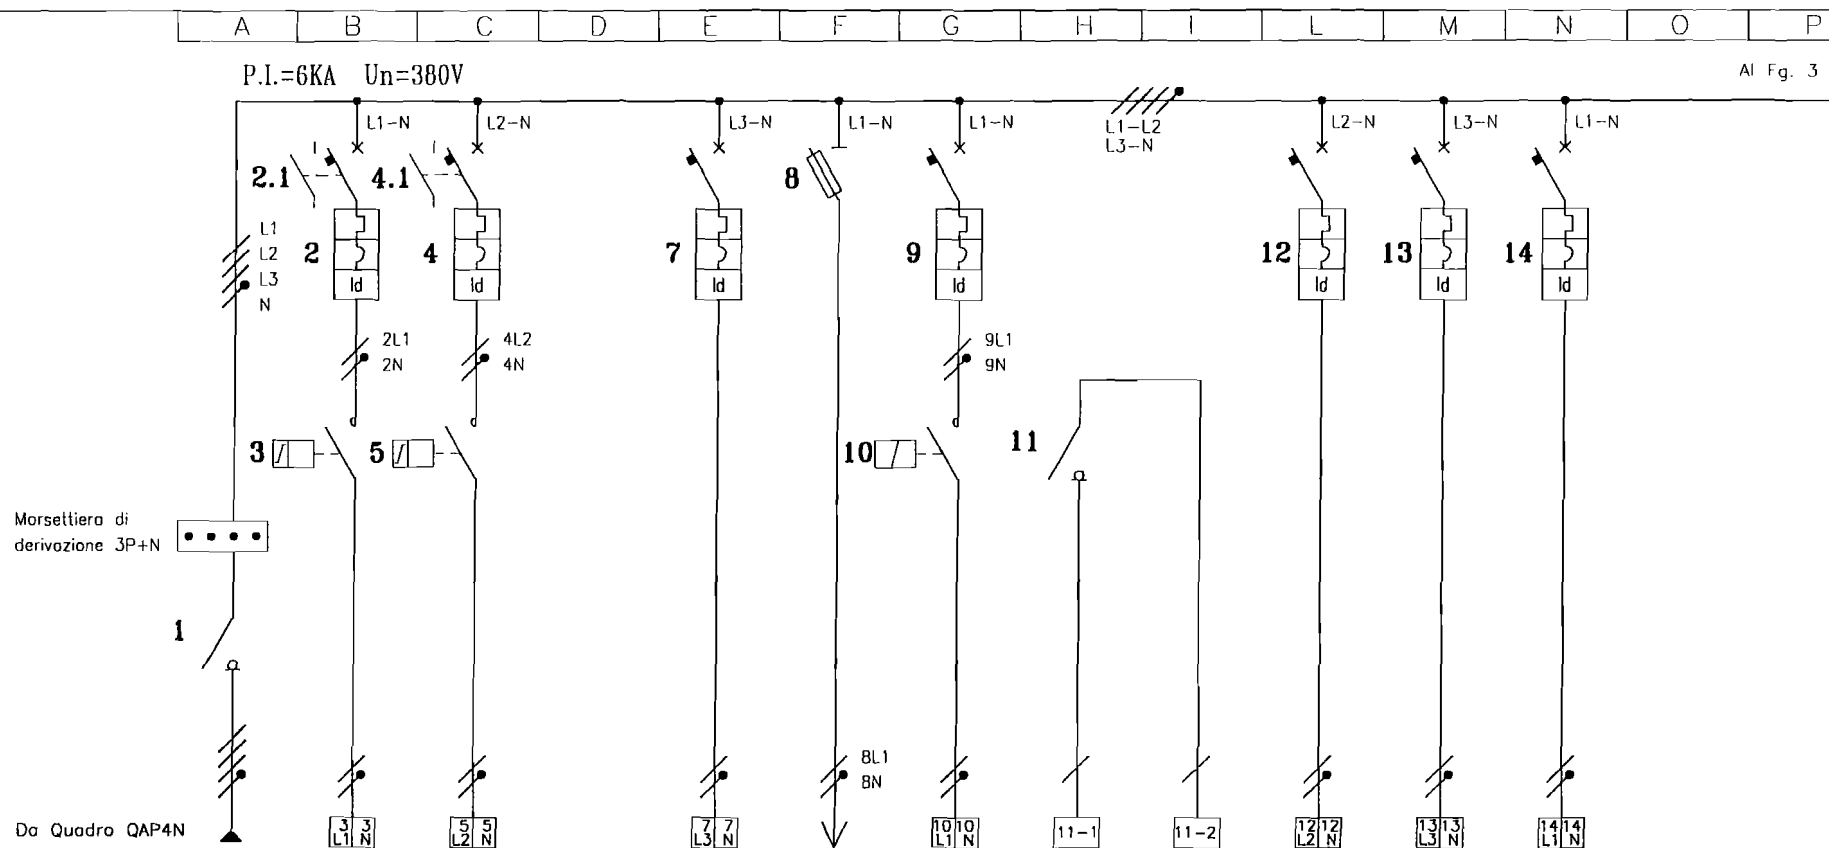 A B C D E F G H I L M N O P
P.I.=6KA Un=380V
Al Fg. 3
L1-N L2-N L3-N L1-N L1-N L1-L2 L2-N L3-N L1-N
L3-N
2.1 4.1 8
L1
L2
L3
N
2 4 7 9 12 13 14
Id Id Id Id Id Id Id
2L1 4L2 9L1
2N 4N 9N
3 5 10 11
Morsettiera di
derivazione 3P+N
1
8L1
8N
Da Quadro QAP4N
3 3 5 5 7 7 10 10 11-1 11-2 12 12 13 13 14 14
L1 N L2 N L3 N L1 N L2 N L3 N L1 N